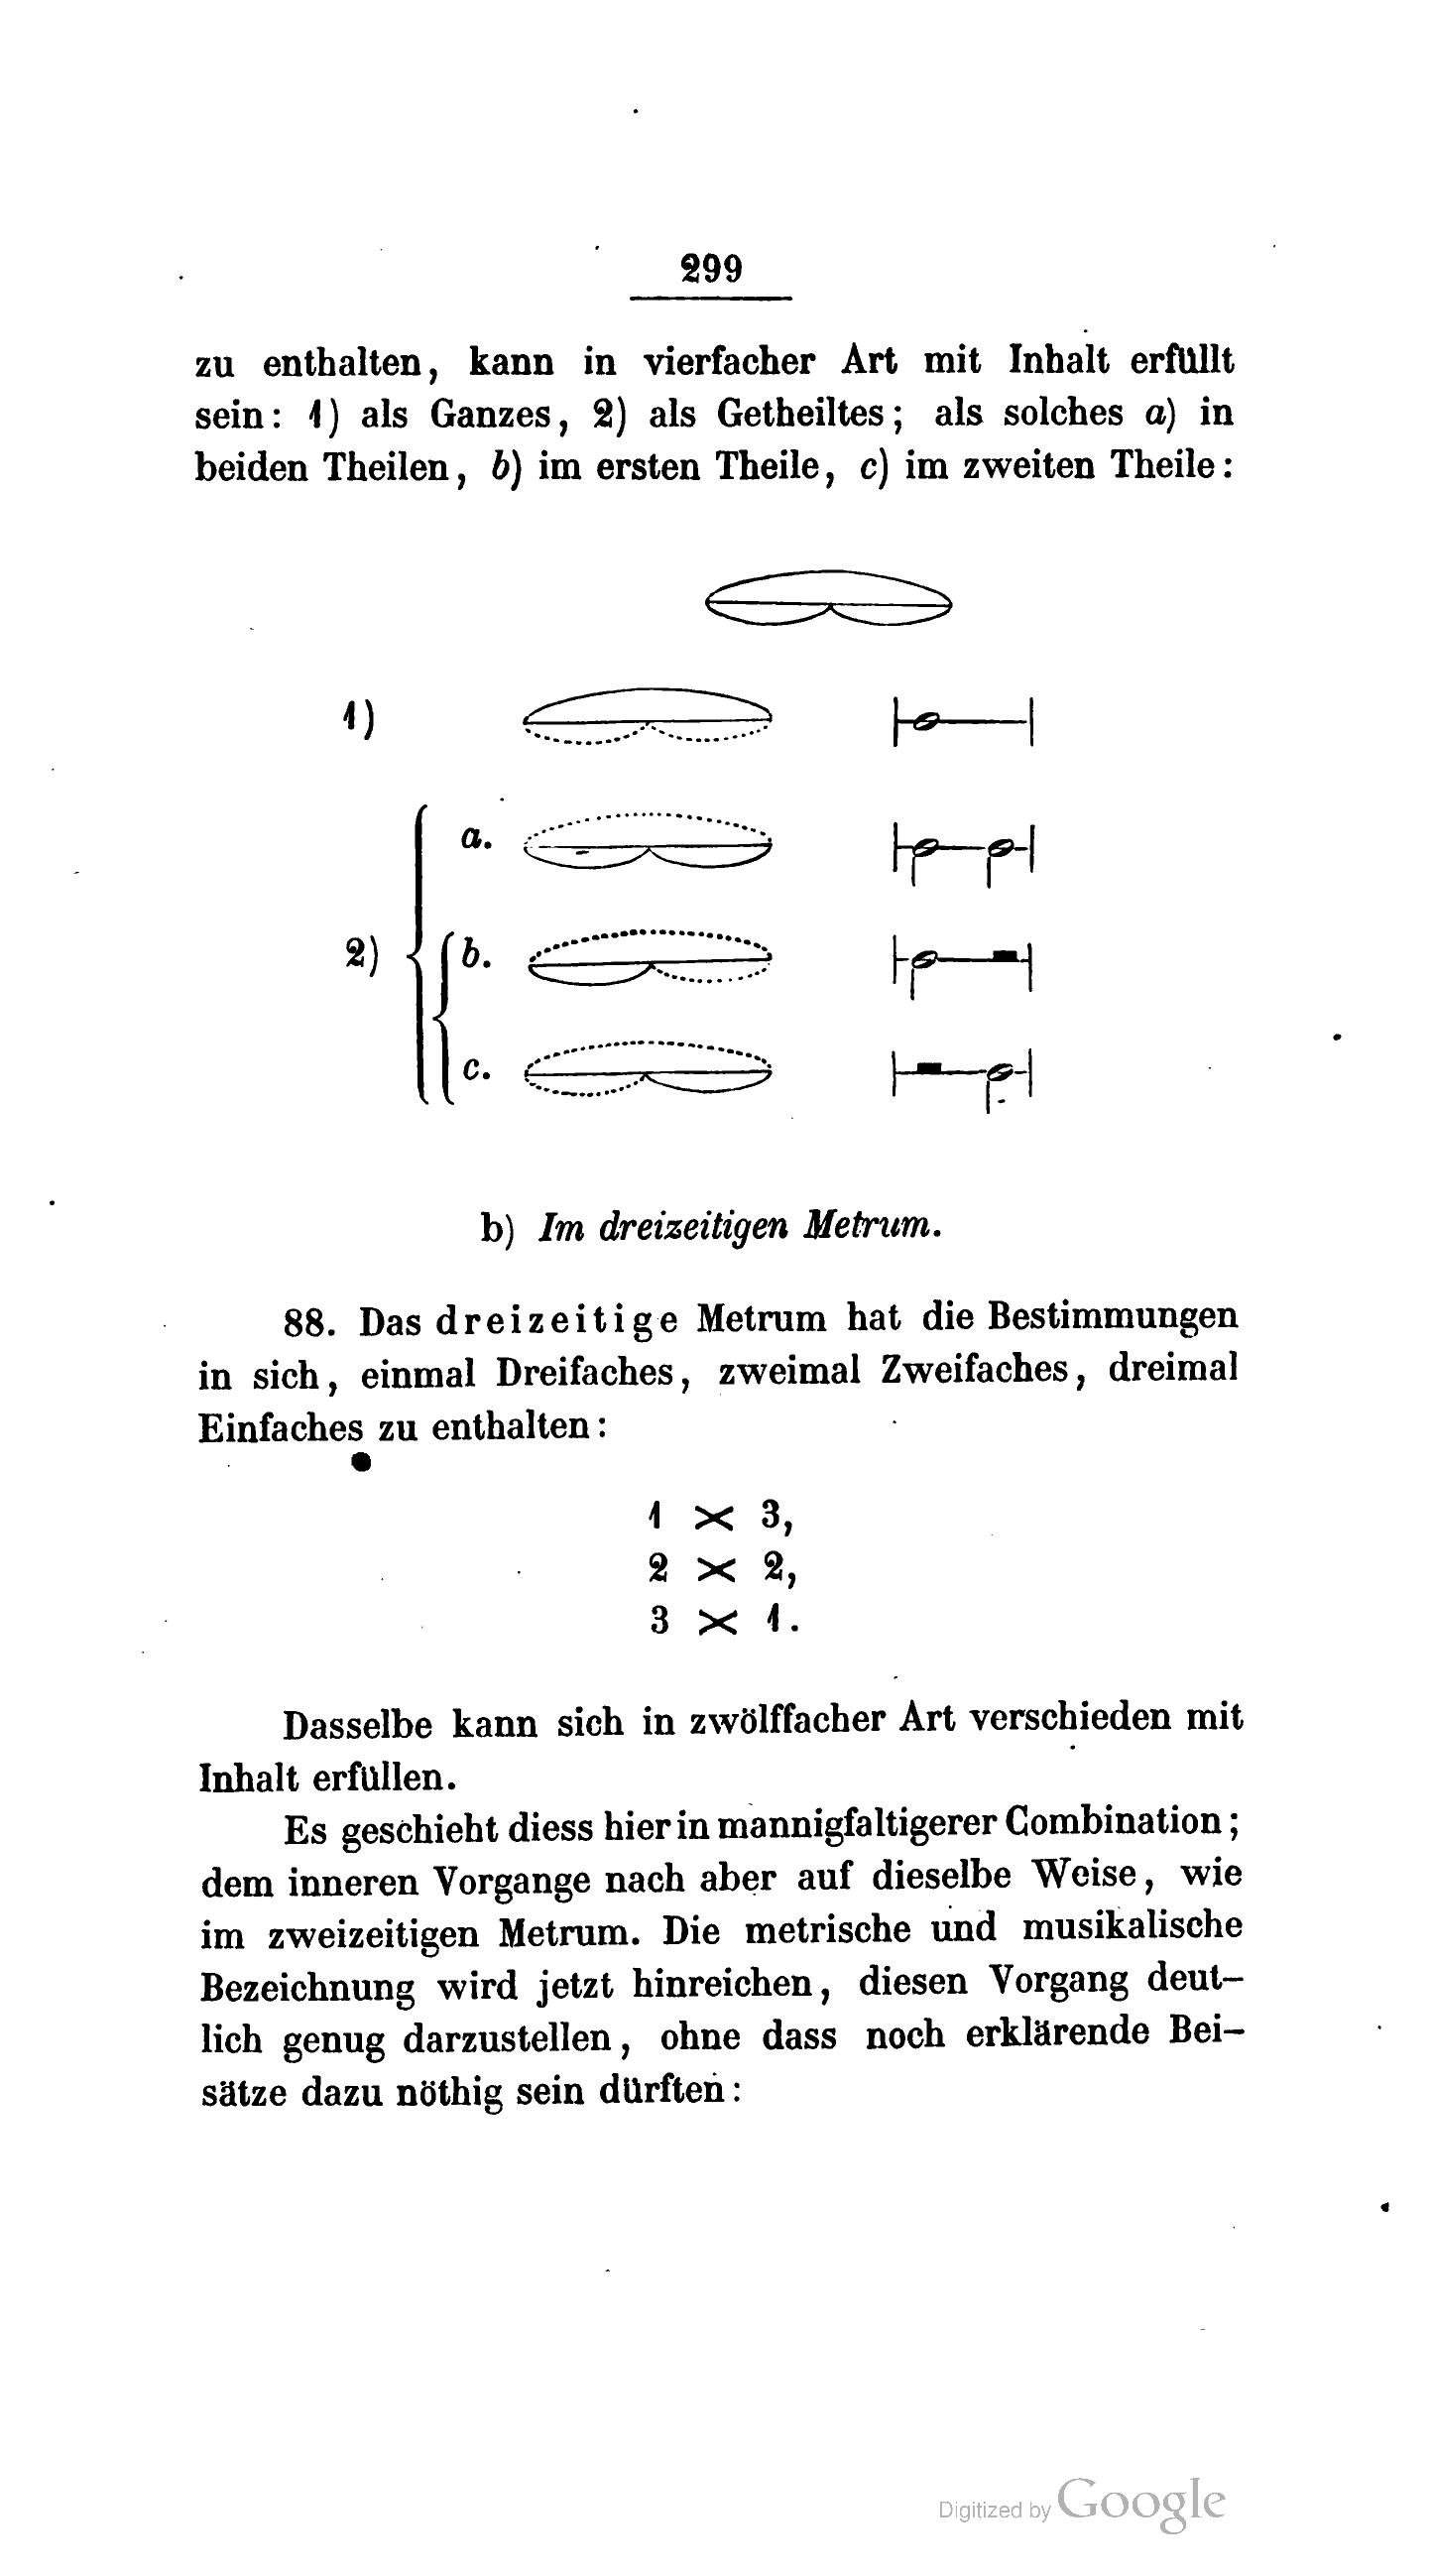 299
zu enthalten, kann in vierfacher Art mit Inhalt erfüllt
sein: 1) als Ganzes, 2) als Getheiltes; als solches a) in
beiden Theilen, b) im ersten Theile, c) im zweiten Theile:
1)
a.
2)
b.
c.
b) Im dreizeitigen Metrum.
88. Das dreizeitige Metrum hat die Bestimmungen
in sich, einmal Dreifaches, zweimal Zweifaches, dreimal
Einfaches zu enthalten:
1 × 3,
2 × 2,
3 × 1.
Dasselbe kann sich in zwölffacher Art verschieden mit
Inhalt erfüllen.
Es geschieht diess hier in mannigfaltigerer Combination;
dem inneren Vorgange nach aber auf dieselbe Weise, wie
im zweizeitigen Metrum. Die metrische und musikalische
Bezeichnung wird jetzt hinreichen, diesen Vorgang deut-
lich genug darzustellen, ohne dass noch erklärende Bei-
sätze dazu nöthig sein dürften:
Digitized by Google